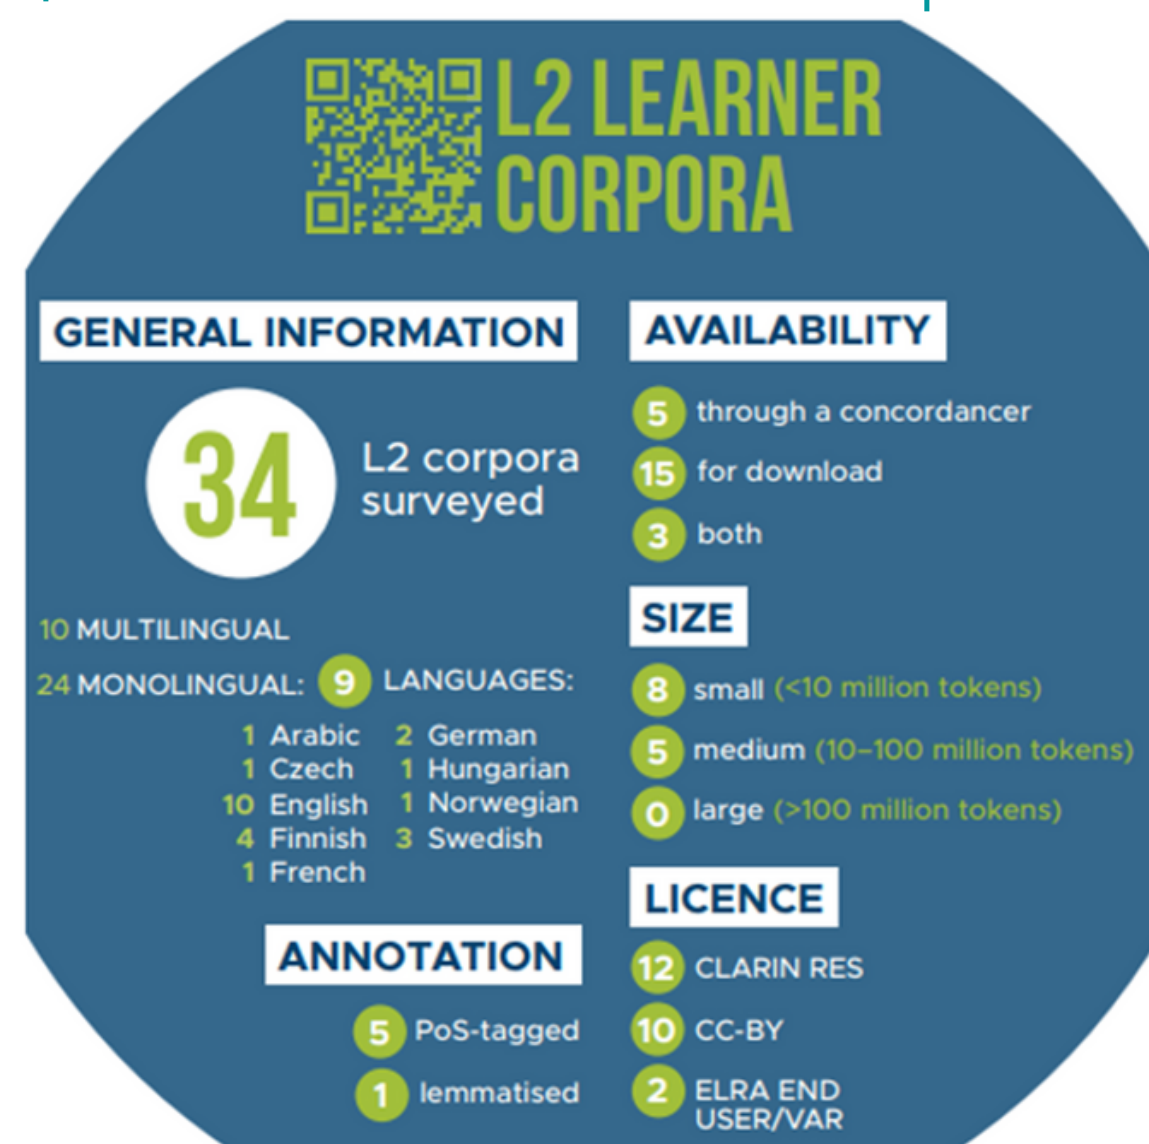 L2 LEARNER
CORPORA
GENERAL INFORMATION
34
L2 corpora
surveyed
10 MULTILINGUAL
24 MONOLINGUAL: 9 LANGUAGES:
1 Arabic
1 Czech
10 English
4 Finnish
1 French
2 German
1 Hungarian
1 Norwegian
3 Swedish
ANNOTATION
5 PoS-tagged
1 lemmatised
AVAILABILITY
5 through a concordancer
15 for download
3 both
SIZE
8 small (<10 million tokens)
5 medium (10–100 million tokens)
0 large (>100 million tokens)
LICENCE
12 CLARIN RES
10 CC-BY
2 ELRA END
USER/VAR